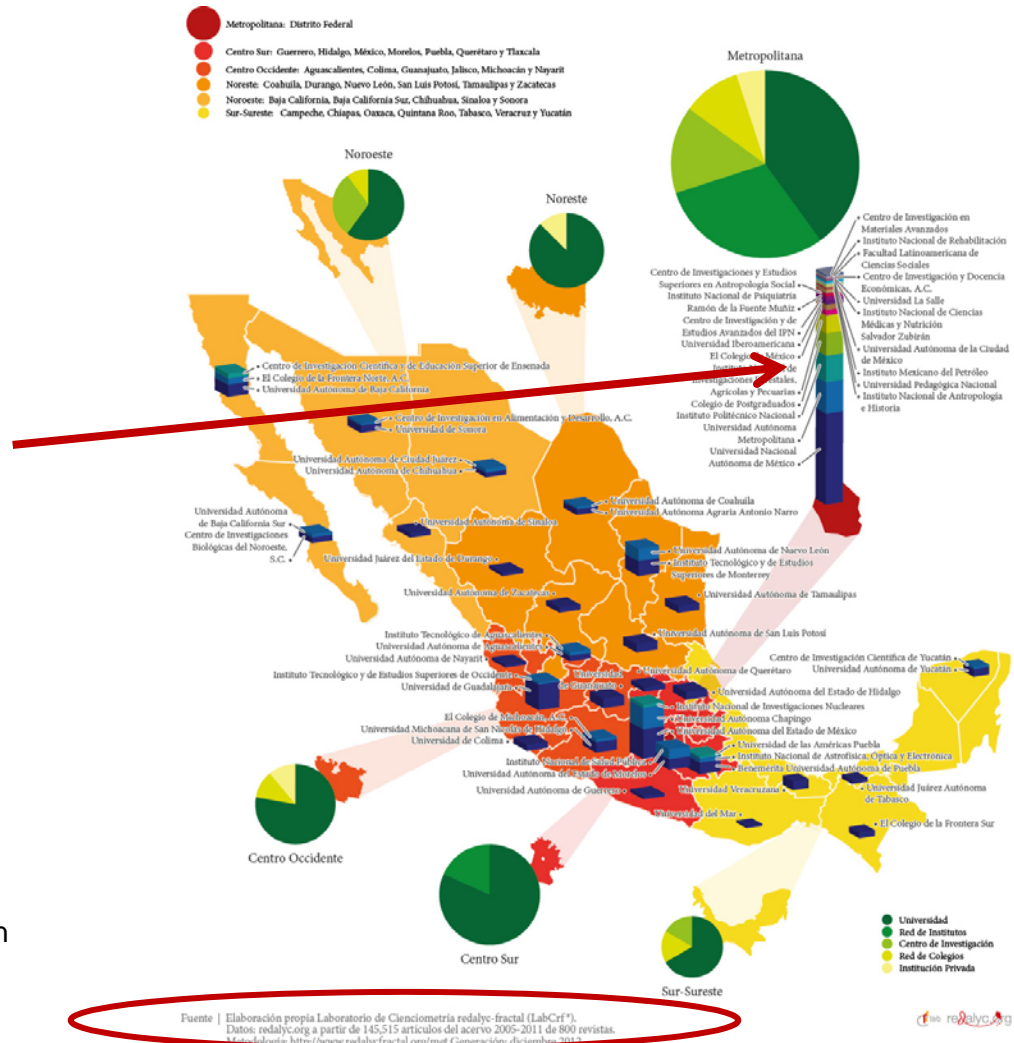 Metropolitana: Distrito Federal
Centro Sur: Guerrero, Hidalgo, México, Morelos, Puebla, Querétaro y Tlaxcala
Centro Occidente: Aguascalientes, Colima, Guanajuato, Jalisco, Michoacán y Nayarit
Noreste: Coahuila, Durango, Nuevo León, San Luis Potosí, Tamaulipas y Zacatecas
Noroeste: Baja California, Baja California Sur, Chihuahua, Sinaloa y Sonora
Sur-Sureste: Campeche, Chiapas, Oaxaca, Quintana Roo, Tabasco, Veracruz y Yucatán
Metropolitana
Noroeste
Noreste
Centro de Investigaciones y Estudios
Superiores en Antropología Social
Instituto Nacional de Psiquiatría
Ramón de la Fuente Muñiz
Centro de Investigación y de
Estudios Avanzados del IPN
Universidad Iberoamericana
El Colegio de México
Instituto de
Investigaciones Forestales,
Agrícolas y Pecuarias
Colegio de Postgraduados
Instituto Politécnico Nacional
Universidad Autónoma
Metropolitana
Universidad Nacional
Autónoma de México
Centro de Investigación en
Materiales Avanzados
Instituto Nacional de Rehabilitación
Facultad Latinoamericana de
Ciencias Sociales
Centro de Investigación y Docencia
Económicas, A.C.
Universidad La Salle
Instituto Nacional de Ciencias
Médicas y Nutrición
Salvador Zubirán
Universidad Autónoma de la Ciudad
de México
Instituto Mexicano del Petróleo
Universidad Pedagógica Nacional
Instituto Nacional de Antropología
e Historia
Centro de Investigación Científica y de Educación Superior de Ensenada
El Colegio de la Frontera Norte, A.C.
Universidad Autónoma de Baja California
Centro de Investigación en Alimentación y Desarrollo, A.C.
Universidad de Sonora
Universidad Autónoma de Ciudad Juárez
Universidad Autónoma de Chihuahua
Universidad Autónoma de Coahuila
Universidad Autónoma Agraria Antonio Narro
Universidad Autónoma
de Baja California Sur
Centro de Investigaciones
Biológicas del Noroeste,
S.C.
Universidad Autónoma de Sinaloa
Universidad Juárez del Estado de Durango
Universidad Autónoma de Nuevo León
Instituto Tecnológico y de Estudios
Superiores de Monterrey
Universidad Autónoma de Zacatecas
Universidad Autónoma de Tamaulipas
Universidad Autónoma de San Luis Potosí
Instituto Tecnológico de Aguascalientes
Universidad Autónoma de Aguascalientes
Universidad Autónoma de Nayarit
Instituto Tecnológico y de Estudios Superiores de Occidente
Universidad de Guadalajara
Universidad
de Guanajuato
Universidad Autónoma de Querétaro
Universidad Autónoma del Estado de Hidalgo
Centro de Investigación Científica de Yucatán
Universidad Autónoma de Yucatán
Instituto Nacional de Investigaciones Nucleares
Universidad Autónoma Chapingo
Universidad Autónoma del Estado de México
El Colegio de Michoacán, A.C.
Universidad Michoacana de San Nicolás de Hidalgo
Universidad de Colima
Universidad de las Américas Puebla
Instituto Nacional de Astrofísica, Óptica y Electrónica
Benemérita Universidad Autónoma de Puebla
Instituto Nacional de Salud Pública
Universidad Autónoma del Estado de Morelos
Universidad Autónoma de Guerrero
Universidad Veracruzana
Universidad Juárez Autónoma
de Tabasco
Universidad del Mar
El Colegio de la Frontera Sur
Centro Occidente
Centro Sur
Sur-Sureste
Universidad
Red de Institutos
Centro de Investigación
Red de Colegios
Institución Privada
n
Fuente | Elaboración propia Laboratorio de Cienciometría redalyc-fractal (LabCrf*).
Datos: redalyc.org a partir de 145,515 artículos del acervo 2005-2011 de 800 revistas.
Metodología: http://www.redalycfractal.org/met Generación: diciembre 2012
lab redalyc.org